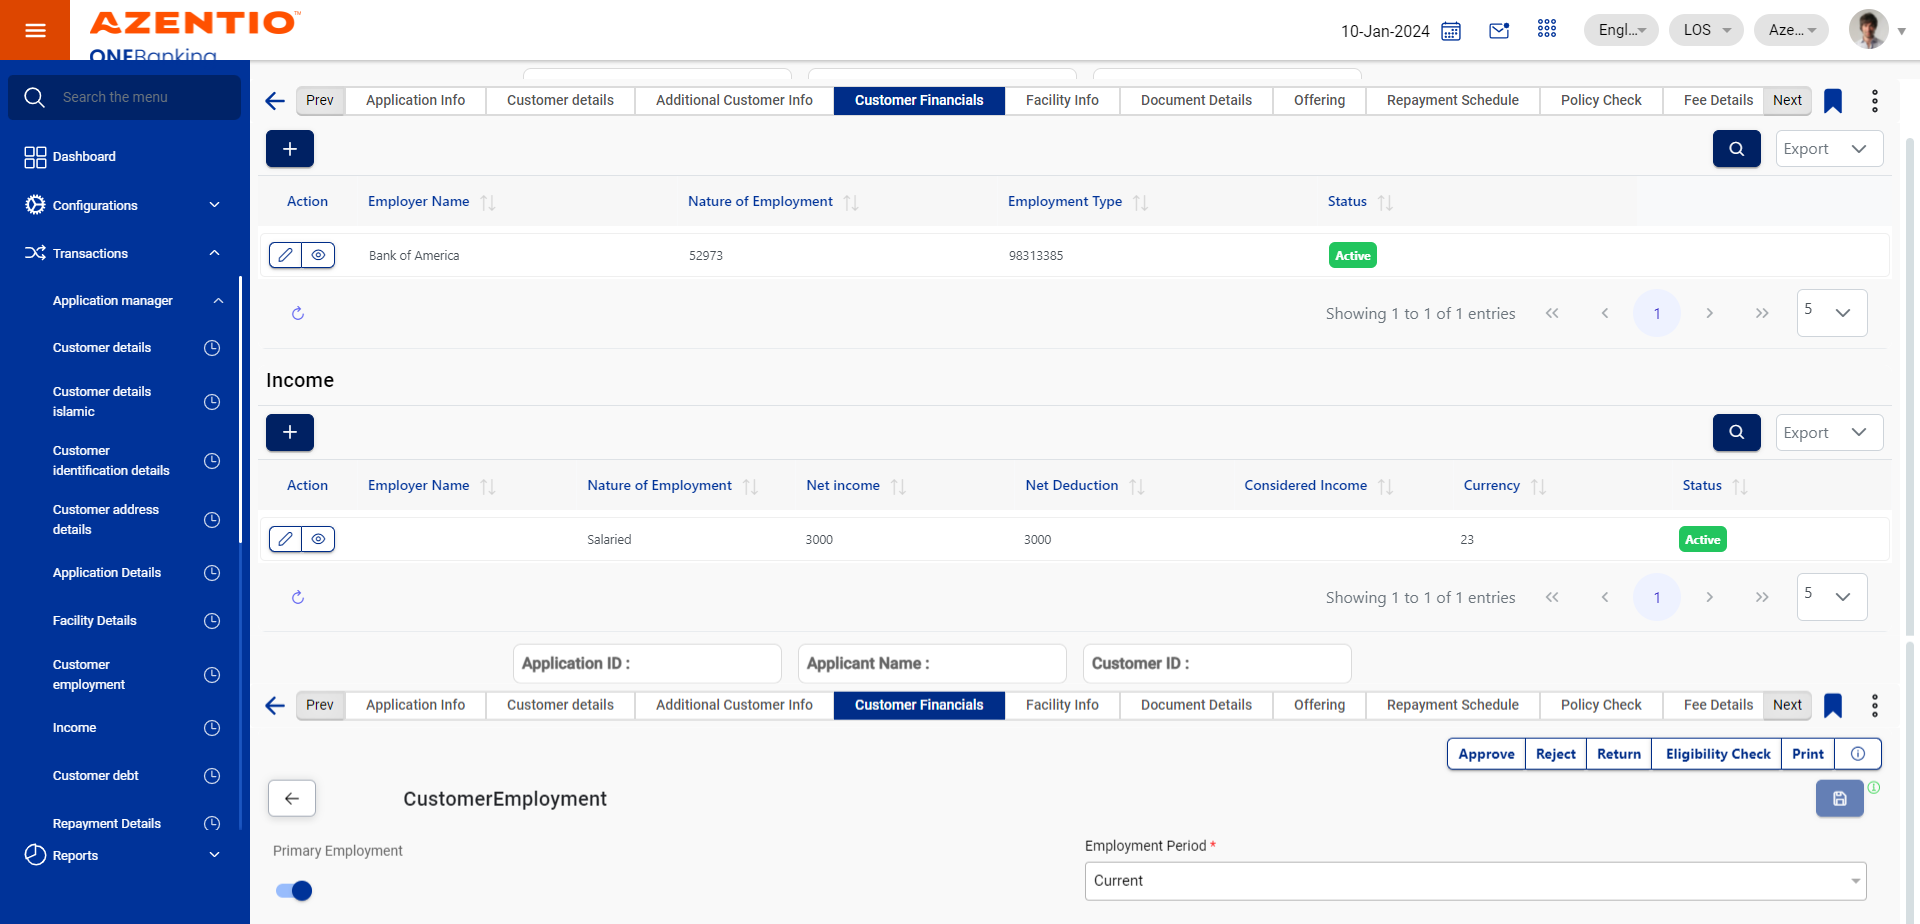 AZENTIO™
ONEBanking
10-Jan-2024
Engl...
LOS
Aze...
Search the menu
Dashboard
Configurations
Transactions
Application manager
Customer details
Customer details
islamic
Customer
identification details
Customer address
details
Application Details
Facility Details
Customer
employment
Income
Customer debt
Repayment Details
Reports
Prev Application Info Customer details Additional Customer Info Customer Financials Facility Info Document Details Offering Repayment Schedule Policy Check Fee Details Next
+ Export
Action Employer Name Nature of Employment Employment Type Status
Bank of America 52973 98313385 Active
Showing 1 to 1 of 1 entries « ‹ 1 › » 5
Income
+ Export
Action Employer Name Nature of Employment Net income Net Deduction Considered Income Currency Status
Salaried 3000 3000 23 Active
Showing 1 to 1 of 1 entries « ‹ 1 › » 5
Application ID : Applicant Name : Customer ID :
Prev Application Info Customer details Additional Customer Info Customer Financials Facility Info Document Details Offering Repayment Schedule Policy Check Fee Details Next
Approve Reject Return Eligibility Check Print
CustomerEmployment
Primary Employment
Employment Period *
Current